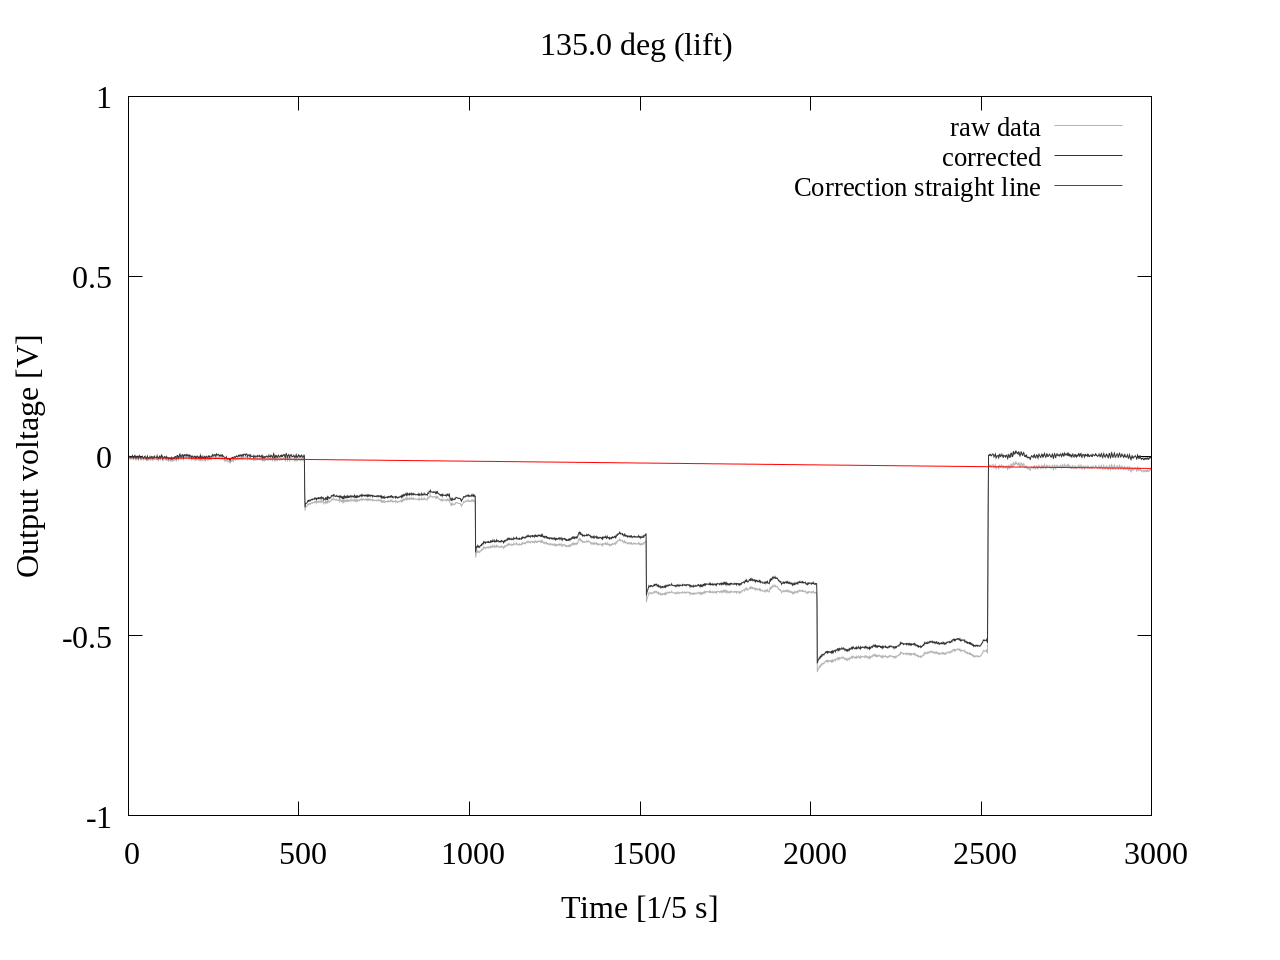 135.0 deg (lift)
1
raw data
corrected
Correction straight line
0.5
0
-0.5
-1
Output voltage [V]
0 500 1000 1500 2000 2500 3000
Time [1/5 s]